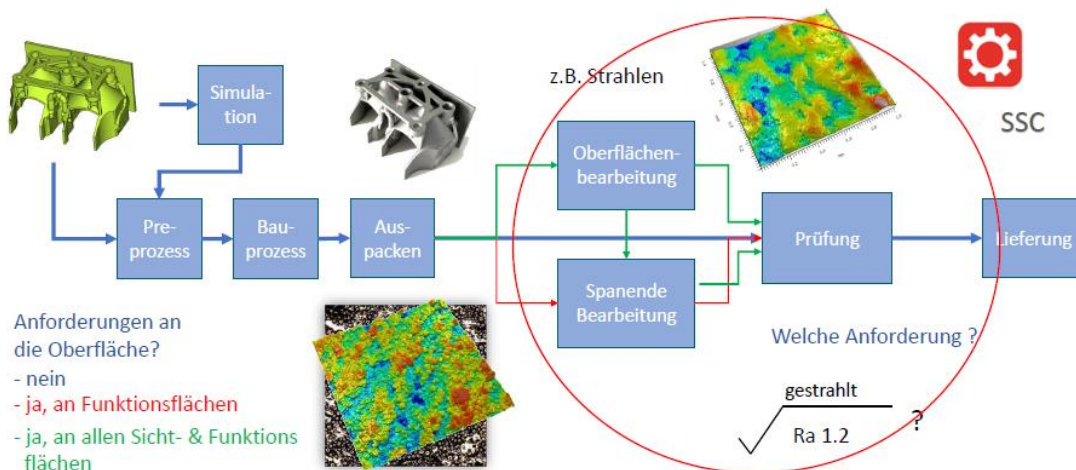 z.B. Strahlen
SSC
Simula-
tion
Oberflächen-
bearbeitung
Pre-
prozess
Bau-
prozess
Aus-
packen
Prüfung
Lieferung
Spanende
Bearbeitung
Anforderungen an
die Oberfläche?
- nein
- ja, an Funktionsflächen
- ja, an allen Sicht- & Funktions
flächen
Welche Anforderung ?
gestrahlt
Ra 1.2
?